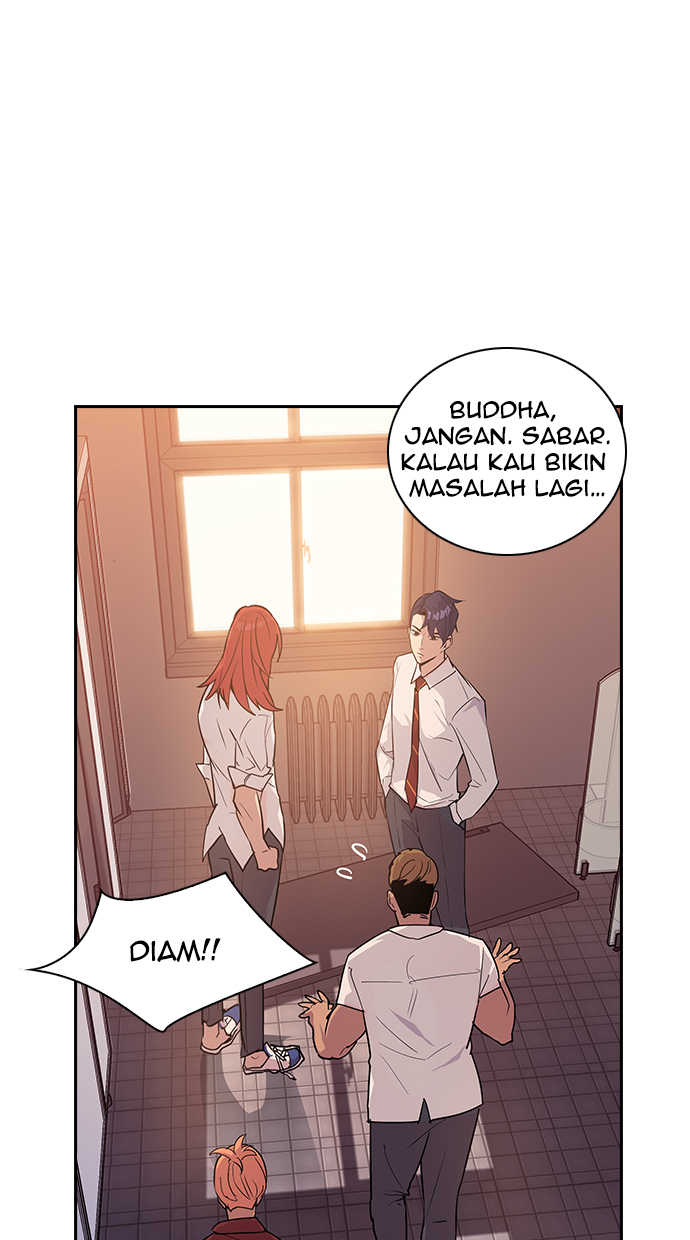 BUDDHA,
JANGAN. SABAR.
KALAU KAU BIKIN
MASALAH LAGI...
DIAM!!